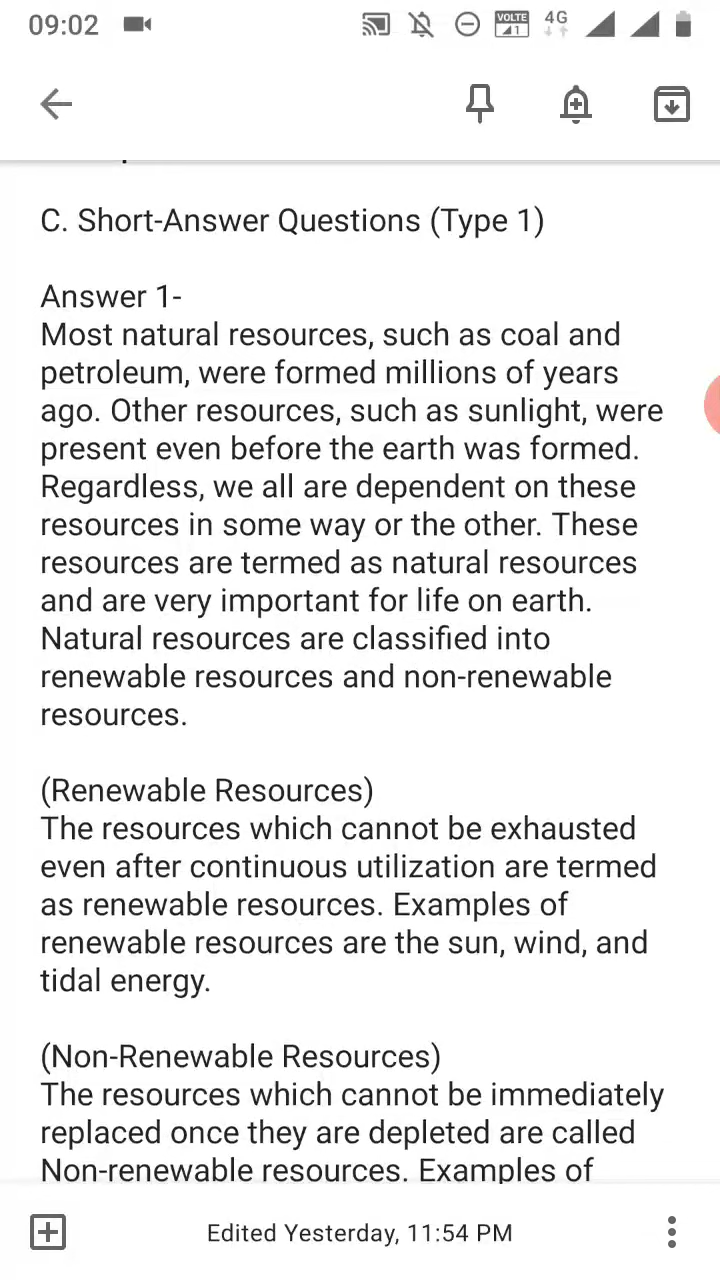 09:02
VOLTE
1
4G
C. Short-Answer Questions (Type 1)
Answer 1-
Most natural resources, such as coal and
petroleum, were formed millions of years
ago. Other resources, such as sunlight, were
present even before the earth was formed.
Regardless, we all are dependent on these
resources in some way or the other. These
resources are termed as natural resources
and are very important for life on earth.
Natural resources are classified into
renewable resources and non-renewable
resources.
(Renewable Resources)
The resources which cannot be exhausted
even after continuous utilization are termed
as renewable resources. Examples of
renewable resources are the sun, wind, and
tidal energy.
(Non-Renewable Resources)
The resources which cannot be immediately
replaced once they are depleted are called
Non-renewable resources. Examples of
Edited Yesterday, 11:54 PM